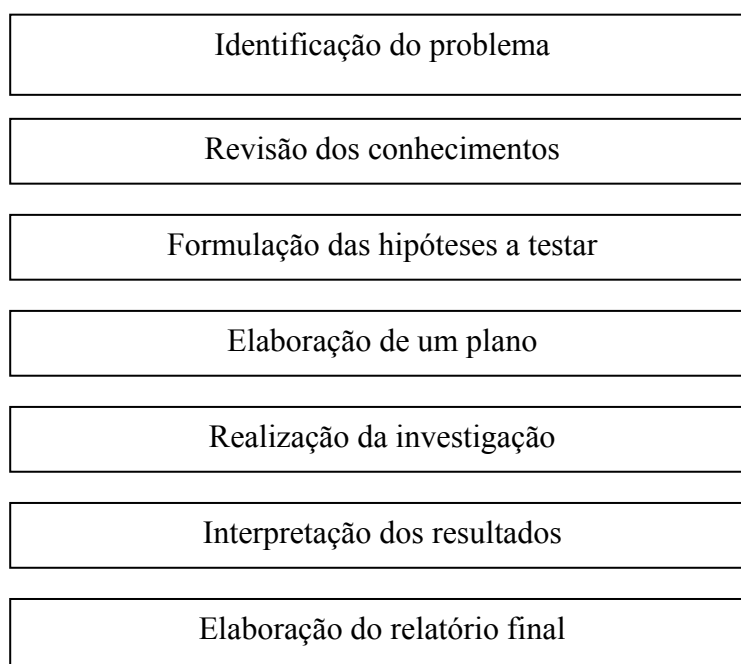 Identificação do problema
Revisão dos conhecimentos
Formulação das hipóteses a testar
Elaboração de um plano
Realização da investigação
Interpretação dos resultados
Elaboração do relatório final